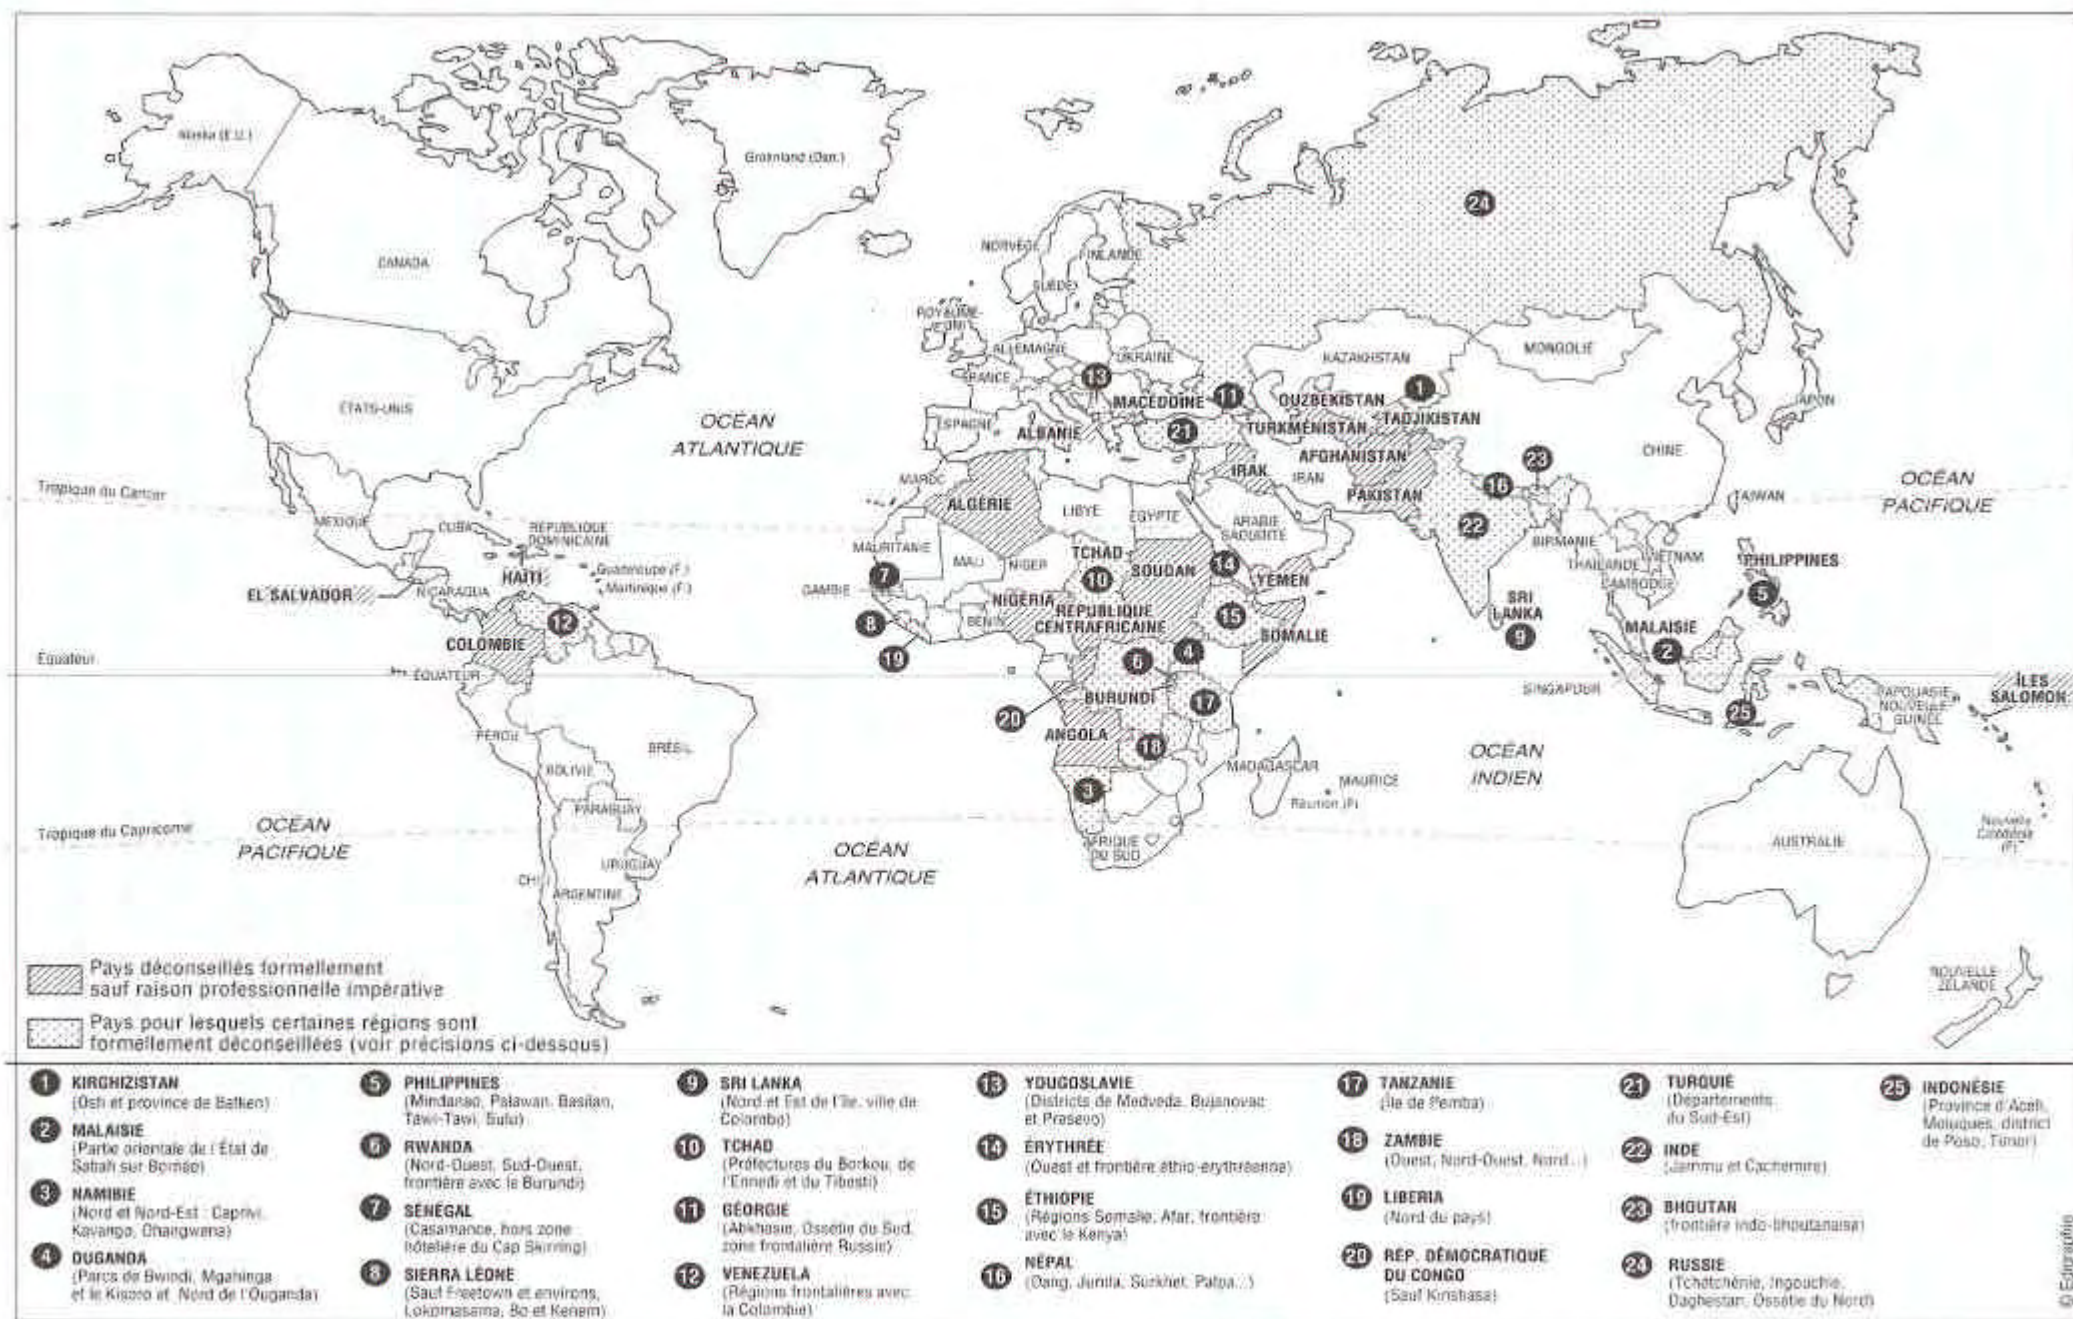 Alaska (E.U.)
Groënland (Dan.)
CANADA
NORVÈGE
FINLANDE
SUÈDE
ROYAUME-
UNI
ALLEMAGNE
UKRAINE
FRANCE
KAZAKHSTAN
MONGOLIE
ÉTATS-UNIS
OCÉAN
ATLANTIQUE
ESPAGNE
ALBANIE
MACÉDOINE
OUZBÉKISTAN
TADJIKISTAN
TURKMÉNISTAN
JAPON
CHINE
AFGHANISTAN
IRAK
IRAN
PAKISTAN
OCÉAN
PACIFIQUE
Tropique du Cancer
MAROC
ALGÉRIE
LIBYE
ÉGYPTE
ARABIE
SAOUDITE
TAIWAN
MEXIQUE
CUBA
RÉPUBLIQUE
DOMINICAINE
HAÏTI
Guadeloupe (F.)
Martinique (F.)
MAURITANIE
MALI
NIGER
TCHAD
SOUDAN
YEMEN
BIRMANIE
THAÏLANDE
VIETNAM
CAMBODGE
PHILIPPINES
EL SALVADOR
NICARAGUA
GAMBIE
NIGÉRIA
BÉNIN
RÉPUBLIQUE
CENTRAFRICAINE
SOMALIE
SRI
LANKA
MALAISIE
COLOMBIE
Équateur
ÉQUATEUR
BURUNDI
SINGAPOUR
PAPOUASIE
NOUVELLE
GUINÉE
ÎLES
SALOMON
PÉROU
BRÉSIL
ANGOLA
OCÉAN
INDIEN
BOLIVIE
MADAGASCAR
MAURICE
Réunion (F)
PARAGUAY
Tropique du Capricorne
OCÉAN
PACIFIQUE
OCÉAN
ATLANTIQUE
AFRIQUE
DU SUD
AUSTRALIE
Nouvelle
Calédonie
(F)
URUGUAY
CHILI
ARGENTINE
NOUVELLE-
ZÉLANDE
Pays déconseillés formellement
sauf raison professionnelle impérative
Pays pour lesquels certaines régions sont
formellement déconseillées (voir précisions ci-dessous)
1 KIRGHIZISTAN
(Osh et province de Batken)
2 MALAISIE
(Partie orientale de l'État de
Sabah sur Bornéo)
3 NAMIBIE
(Nord et Nord-Est : Caprivi,
Kavango, Ohangwena)
4 OUGANDA
(Parcs de Bwindi, Mgahinga
et le Kisoro et Nord de l'Ouganda)
5 PHILIPPINES
(Mindanao, Palawan, Basilan,
Tawi-Tawi, Sulu)
6 RWANDA
(Nord-Ouest, Sud-Ouest,
frontière avec le Burundi)
7 SÉNÉGAL
(Casamance, hors zone
hôtelière du Cap Skirring)
8 SIERRA LEONE
(Sauf Freetown et environs,
Lokomasama, Bo et Kenem)
9 SRI LANKA
(Nord et Est de l'île, ville de
Colombo)
10 TCHAD
(Préfectures du Borkou, de
l'Ennedi et du Tibesti)
11 GÉORGIE
(Abkhasie, Ossétie du Sud,
zone frontalière Russie)
12 VENEZUELA
(Régions frontalières avec
la Colombie)
13 YOUGOSLAVIE
(Districts de Medveda, Bujanovac
et Prasevo)
14 ÉRYTHRÉE
(Ouest et frontière éthio-érythréenne)
15 ÉTHIOPIE
(Régions Somalie, Afar, frontière
avec le Kenya)
16 NÉPAL
(Dang, Jumla, Surkhet, Palpa...)
17 TANZANIE
(Île de Pemba)
18 ZAMBIE
(Ouest, Nord-Ouest, Nord...)
19 LIBERIA
(Nord du pays)
20 RÉP. DÉMOCRATIQUE
DU CONGO
(Sauf Kinshasa)
21 TURQUIE
(Départements
du Sud-Est)
22 INDE
(Jammu et Cachemire)
23 BHOUTAN
(frontière indo-bhoutanaise)
24 RUSSIE
(Tchétchénie, Ingouchie,
Daghestan, Ossétie du Nord)
25 INDONÉSIE
(Province d'Aceh,
Moluques, district
de Poso, Timor)
© Édigraphie